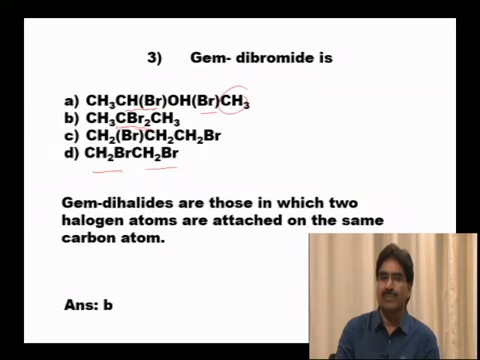 3) Gem- dibromide is
a) CH3CH(Br)OH(Br)CH3
b) CH3CBr2CH3
c) CH2(Br)CH2CH2Br
d) CH2BrCH2Br
Gem-dihalides are those in which two
halogen atoms are attached on the same
carbon atom.
Ans: b